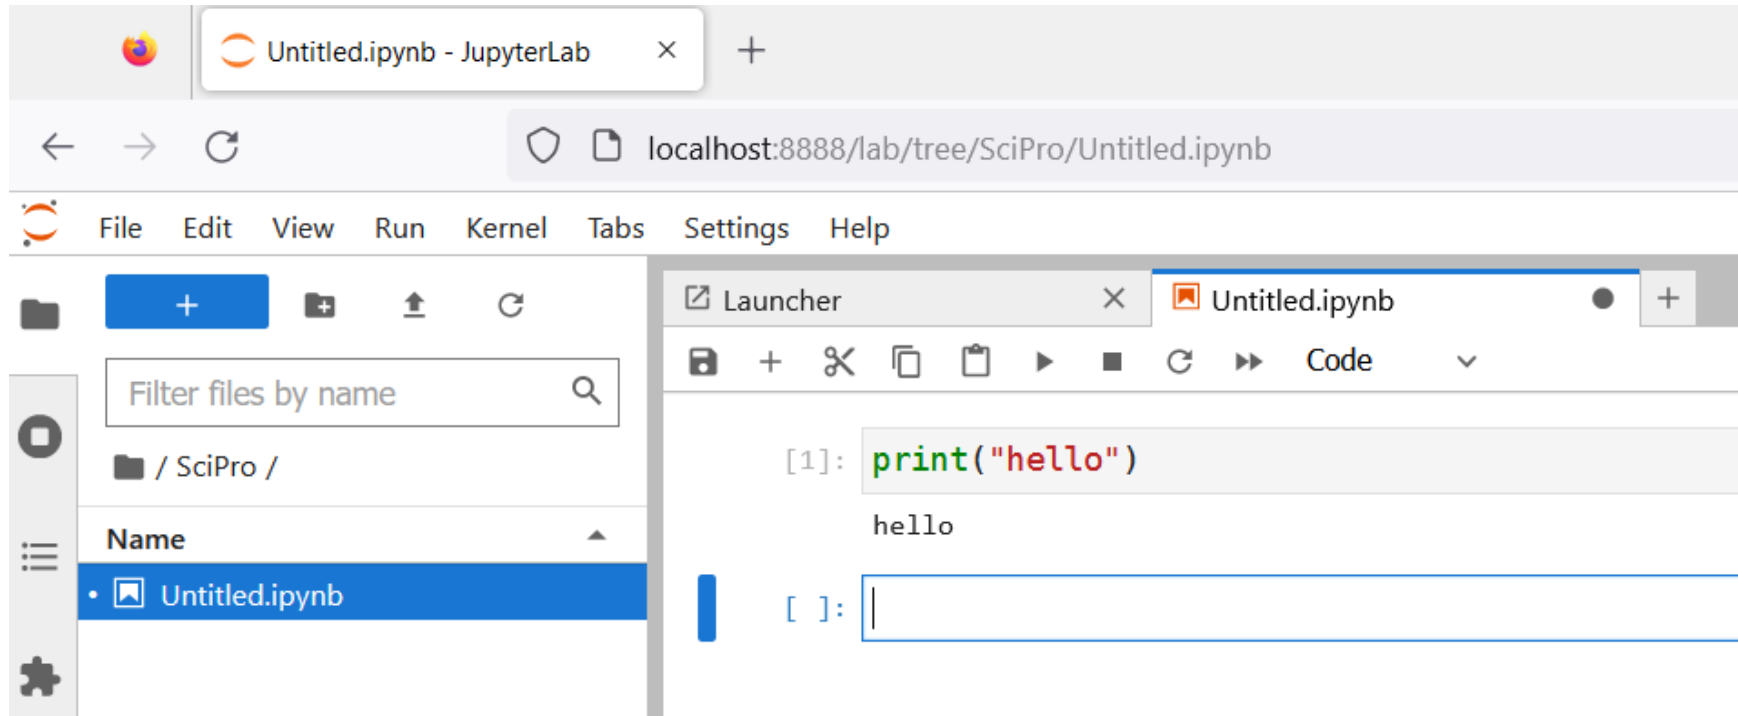 Untitled.ipynb - JupyterLab
localhost:8888/lab/tree/SciPro/Untitled.ipynb
File Edit View Run Kernel Tabs Settings Help
Launcher Untitled.ipynb
Code
Filter files by name
/ SciPro /
Name
Untitled.ipynb
[1]: print("hello")
hello
[ ]: